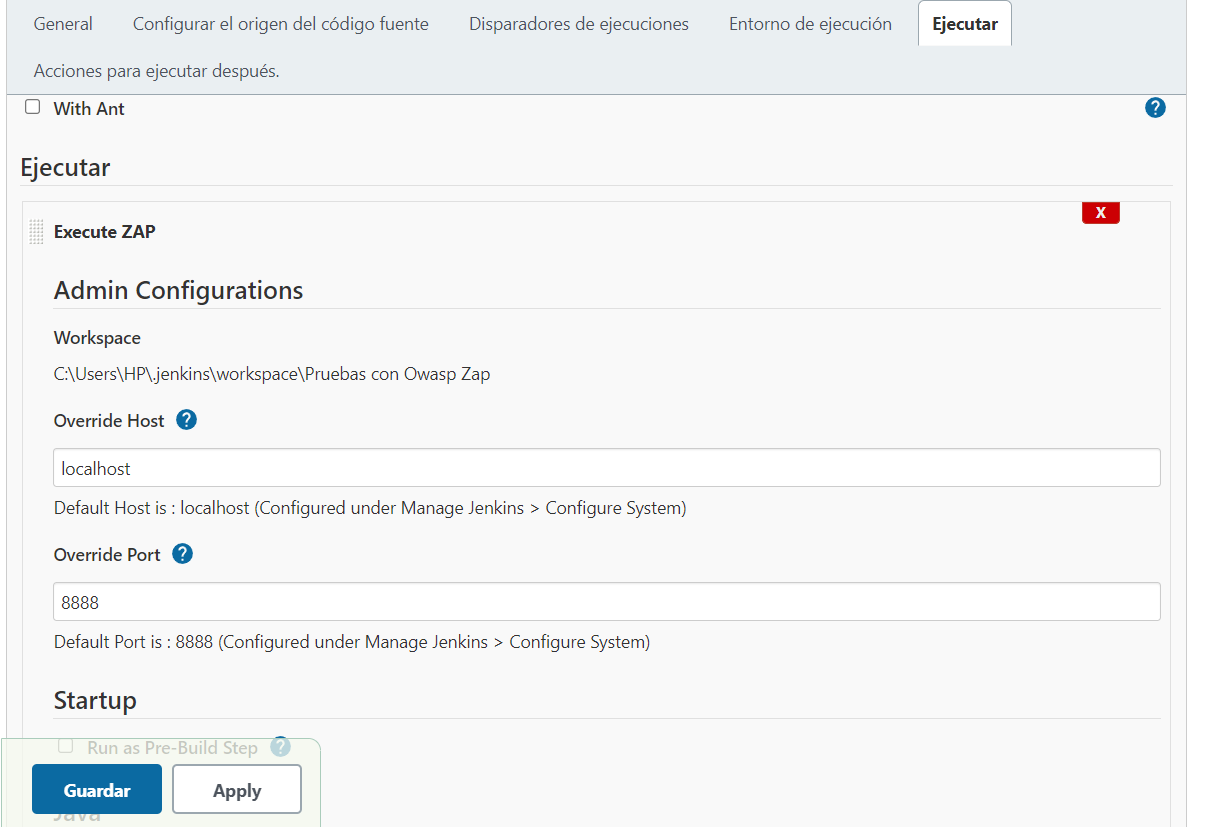 General Configurar el origen del código fuente Disparadores de ejecuciones Entorno de ejecución Ejecutar
Acciones para ejecutar después.
With Ant ?
Ejecutar
X
Execute ZAP
Admin Configurations
Workspace
C:\Users\HP\.jenkins\workspace\Pruebas con Owasp Zap
Override Host ?
localhost
Default Host is : localhost (Configured under Manage Jenkins > Configure System)
Override Port ?
8888
Default Port is : 8888 (Configured under Manage Jenkins > Configure System)
Startup
Run as Pre-Build Step ?
Guardar Apply
Java